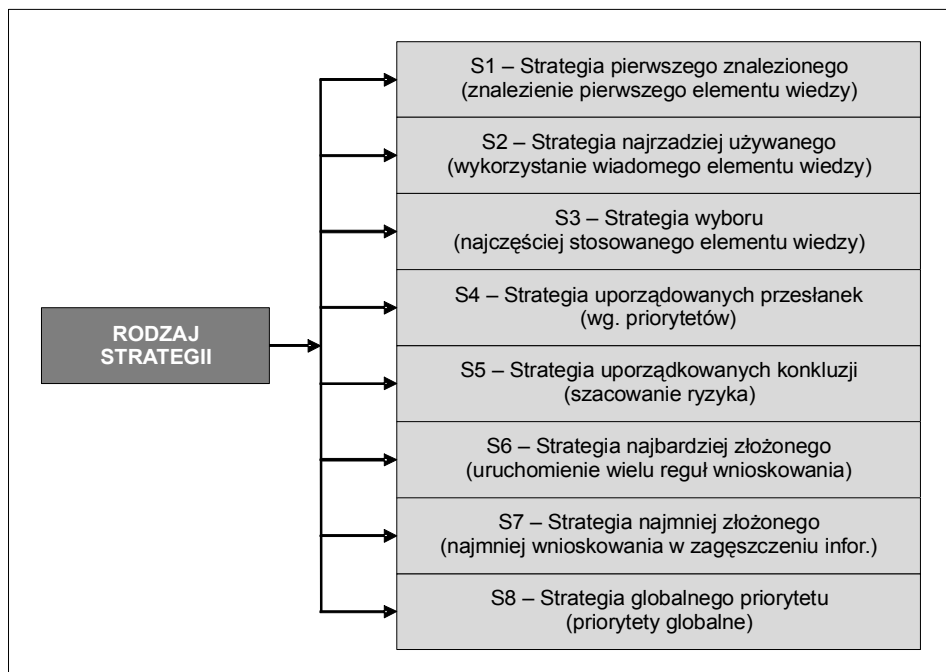 S1 – Strategia pierwszego znalezionego
(znalezienie pierwszego elementu wiedzy)
S2 – Strategia najrzadziej używanego
(wykorzystanie wiadomego elementu wiedzy)
S3 – Strategia wyboru
(najczęściej stosowanego elementu wiedzy)
S4 – Strategia uporządowanych przesłanek
(wg. priorytetów)
RODZAJ
STRATEGII
S5 – Strategia uporządkowanych konkluzji
(szacowanie ryzyka)
S6 – Strategia najbardziej złożonego
(uruchomienie wielu reguł wnioskowania)
S7 – Strategia najmniej złożonego
(najmniej wnioskowania w zagęszczeniu infor.)
S8 – Strategia globalnego priorytetu
(priorytety globalne)